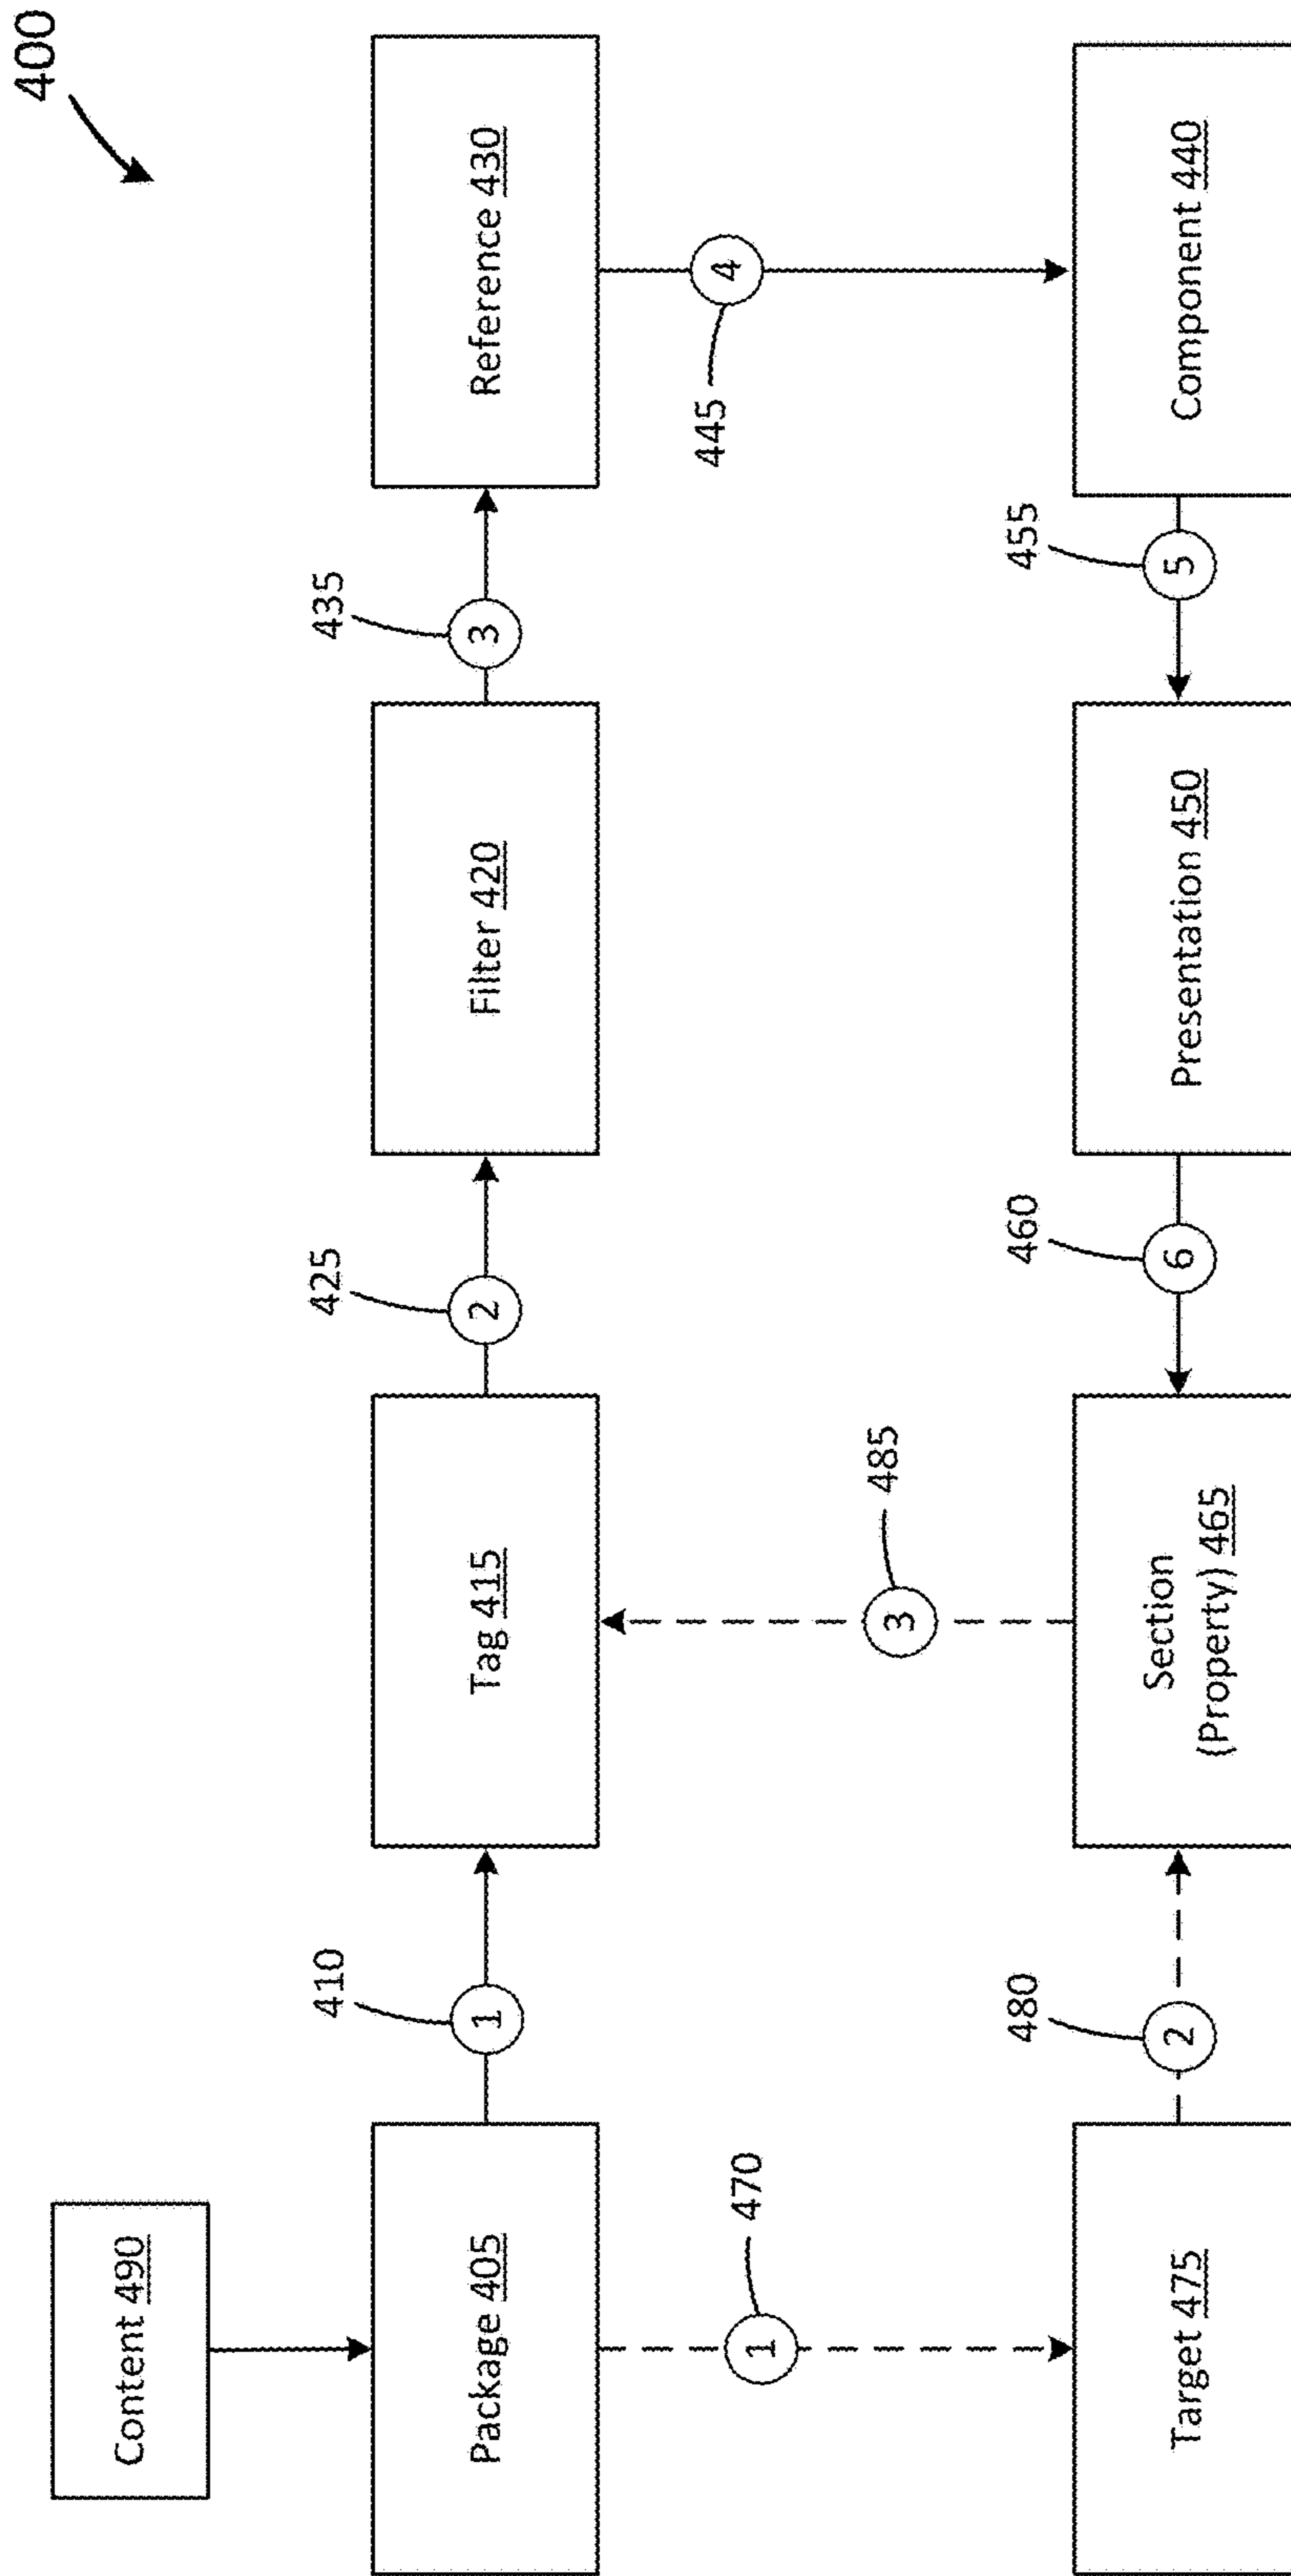 400
Content 490
Package 405
410
1
Tag 415
425
2
Filter 420
435
3
Reference 430
470
1
485
3
445
4
Target 475
480
2
Section
(Property) 465
460
6
Presentation 450
455
5
Component 440